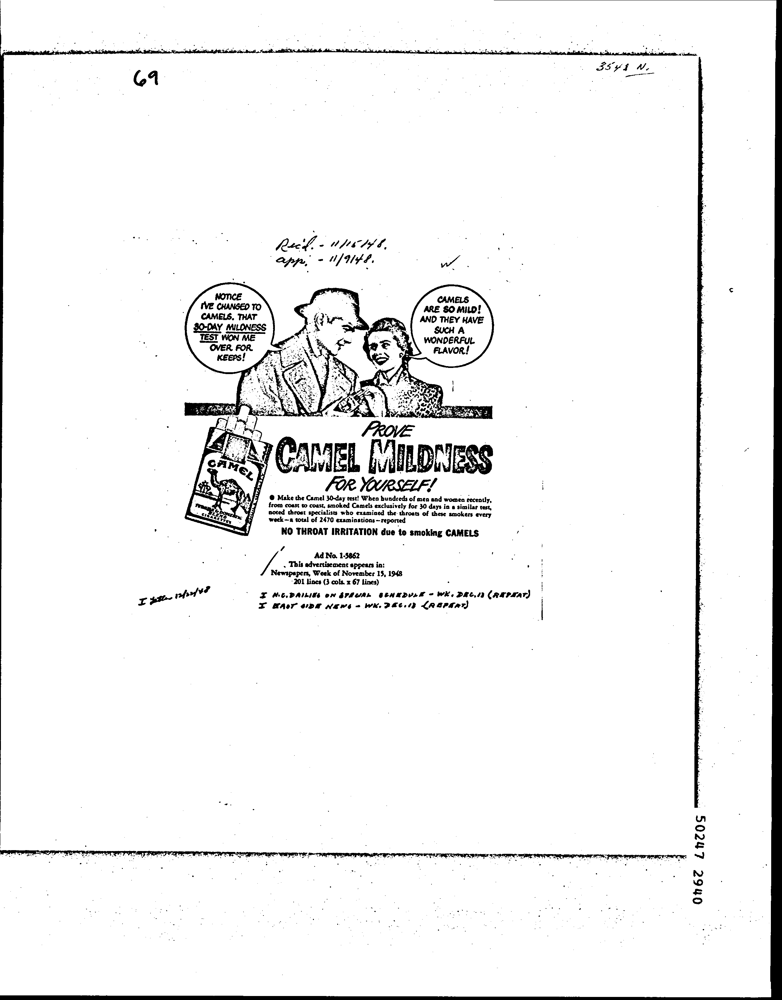 69
3548 N.
Rec'd. - 11/15/48.
app. - 11/9/48.
NOTICE
I'VE CHANGED TO
CAMELS. THAT
30-DAY MILDNESS
TEST WON ME
OVER FOR
KEEPS!
CAMELS
ARE SO MILD!
AND THEY HAVE
SUCH A
WONDERFUL
FLAVOR!
PROVE
CAMEL MILDNESS
FOR YOURSELF!
CAMEL
● Make the Camel 30-day test! When hundreds of men and women recently,
from coast to coast, smoked Camels exclusively for 30 days in a similar test,
noted throat specialists who examined the throats of these smokers every
week—a total of 2470 examinations—reported
NO THROAT IRRITATION due to smoking CAMELS
Ad No. 1-5862
This advertisement appears in:
Newspapers, Week of November 15, 1948
201 lines (3 cols. x 67 lines)
I 12/20/48
I N.C. DAILIES ON SPECIAL SCHEDULE - WK. DEC. 13 (REPEAT)
I EAST SIDE NEWS - WK. DEC. 13 (REPEAT)
50247 2940